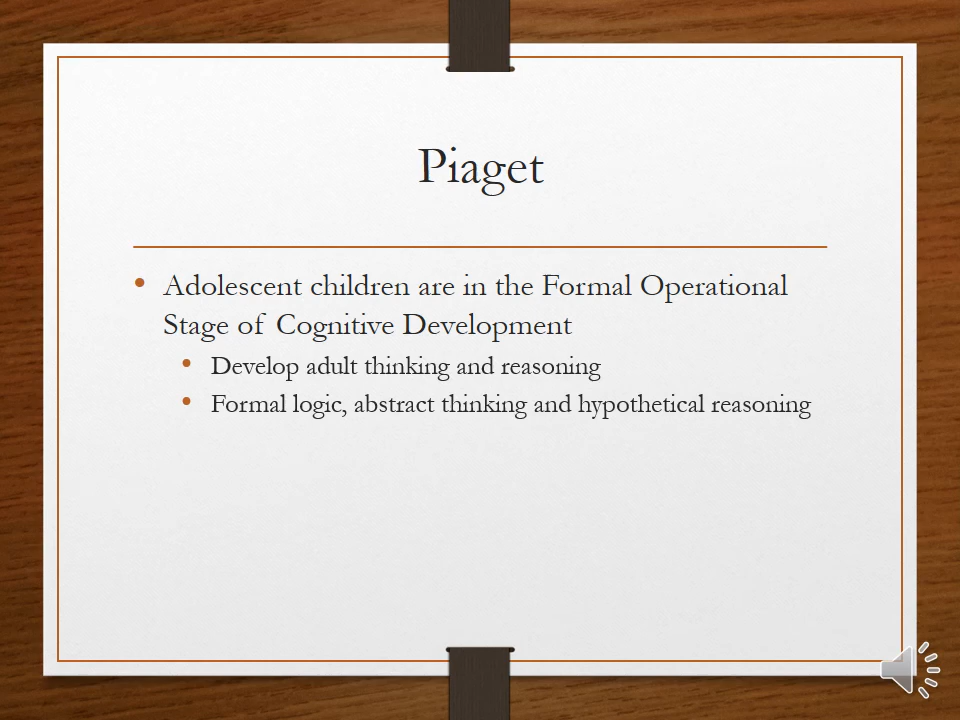 Piaget
• Adolescent children are in the Formal Operational
Stage of Cognitive Development
• Develop adult thinking and reasoning
• Formal logic, abstract thinking and hypothetical reasoning